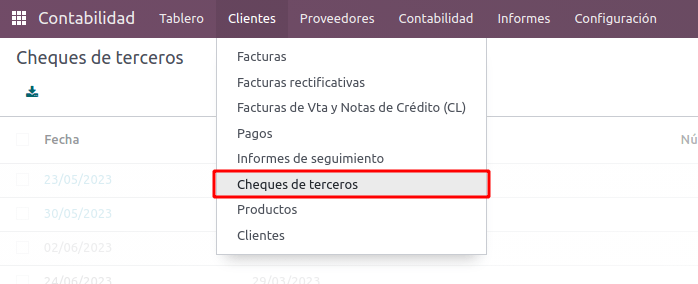 Contabilidad Tablero Clientes Proveedores Contabilidad Informes Configuración
Cheques de terceros
Facturas
Facturas rectificativas
Facturas de Vta y Notas de Crédito (CL)
Pagos
Informes de seguimiento
Cheques de terceros
Productos
Clientes
Fecha
Nú
23/05/2023
30/05/2023
02/06/2023
24/06/2023 29/03/2023